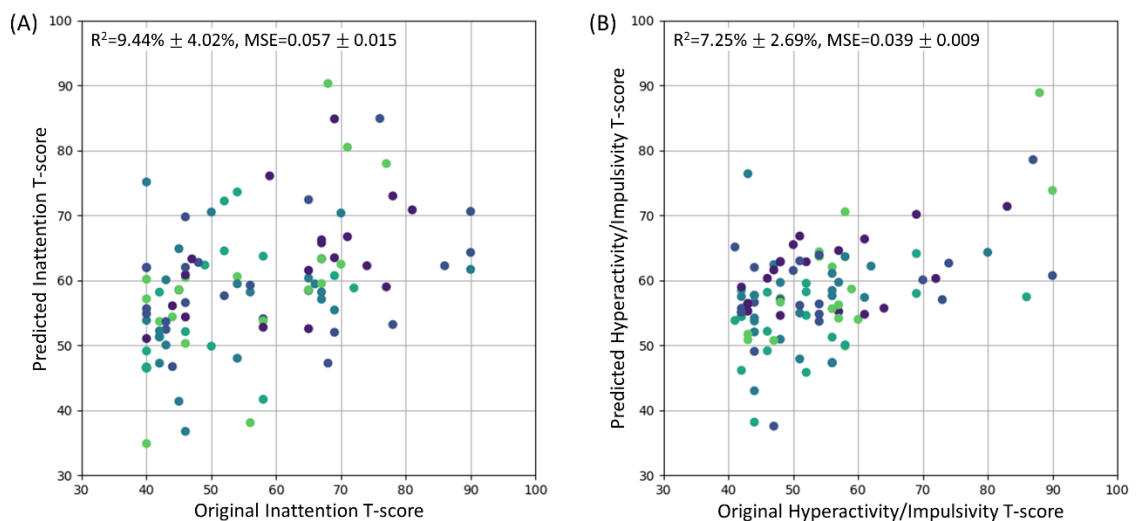 (A)
R²=9.44% ± 4.02%, MSE=0.057 ± 0.015
100
90
80
70
60
50
40
30
Predicted Inattention T-score
30 40 50 60 70 80 90 100
Original Inattention T-score
(B)
R²=7.25% ± 2.69%, MSE=0.039 ± 0.009
100
90
80
70
60
50
40
30
Predicted Hyperactivity/Impulsivity T-score
30 40 50 60 70 80 90 100
Original Hyperactivity/Impulsivity T-score